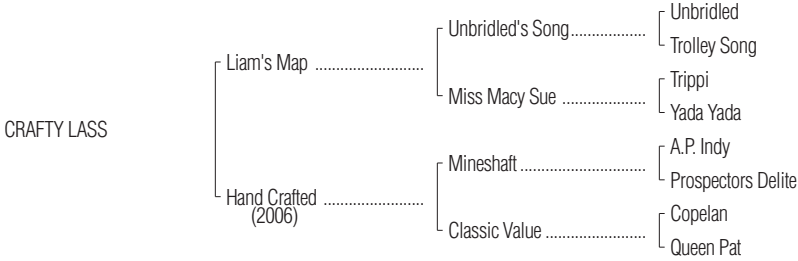 Unbridled
Unbridled's Song..................
Trolley Song
Liam's Map ..........................
Trippi
Miss Macy Sue ....................
Yada Yada
CRAFTY LASS
A.P. Indy
Mineshaft..............................
Prospectors Delite
Hand Crafted ........................
(2006)
Copelan
Classic Value ........................
Queen Pat